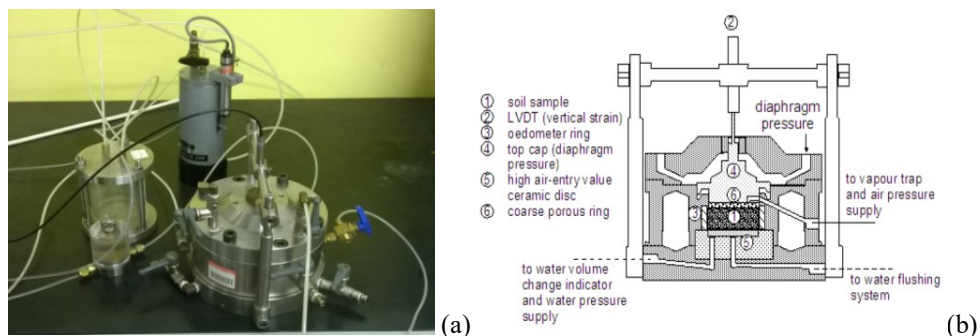 (a)
① soil sample
② LVDT (vertical strain)
③ oedometer ring
④ top cap (diaphragm
pressure)
⑤ high air-entry value
ceramic disc
⑥ coarse porous ring
②
diaphragm
pressure
④
⑥
③
①
⑤
to vapour trap
and air pressure
supply
to water volume
change indicator
and water pressure
supply
to water flushing
system
(b)